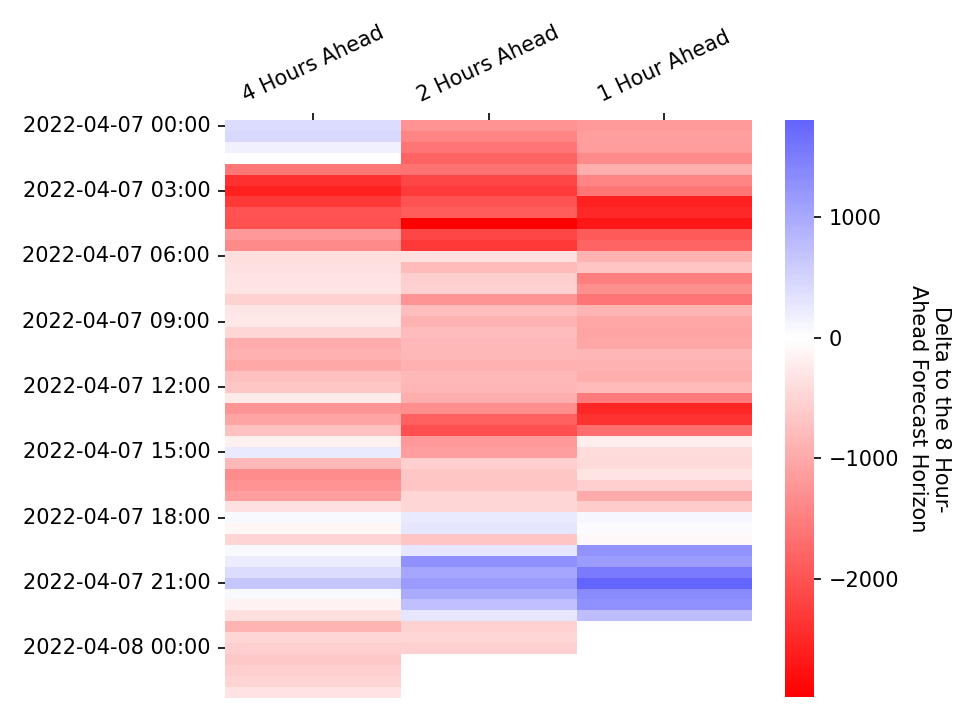 4 Hours Ahead
2 Hours Ahead
1 Hour Ahead
2022-04-07 00:00
2022-04-07 03:00
2022-04-07 06:00
2022-04-07 09:00
2022-04-07 12:00
2022-04-07 15:00
2022-04-07 18:00
2022-04-07 21:00
2022-04-08 00:00
1000
0
−1000
−2000
Delta to the 8 Hour-
Ahead Forecast Horizon